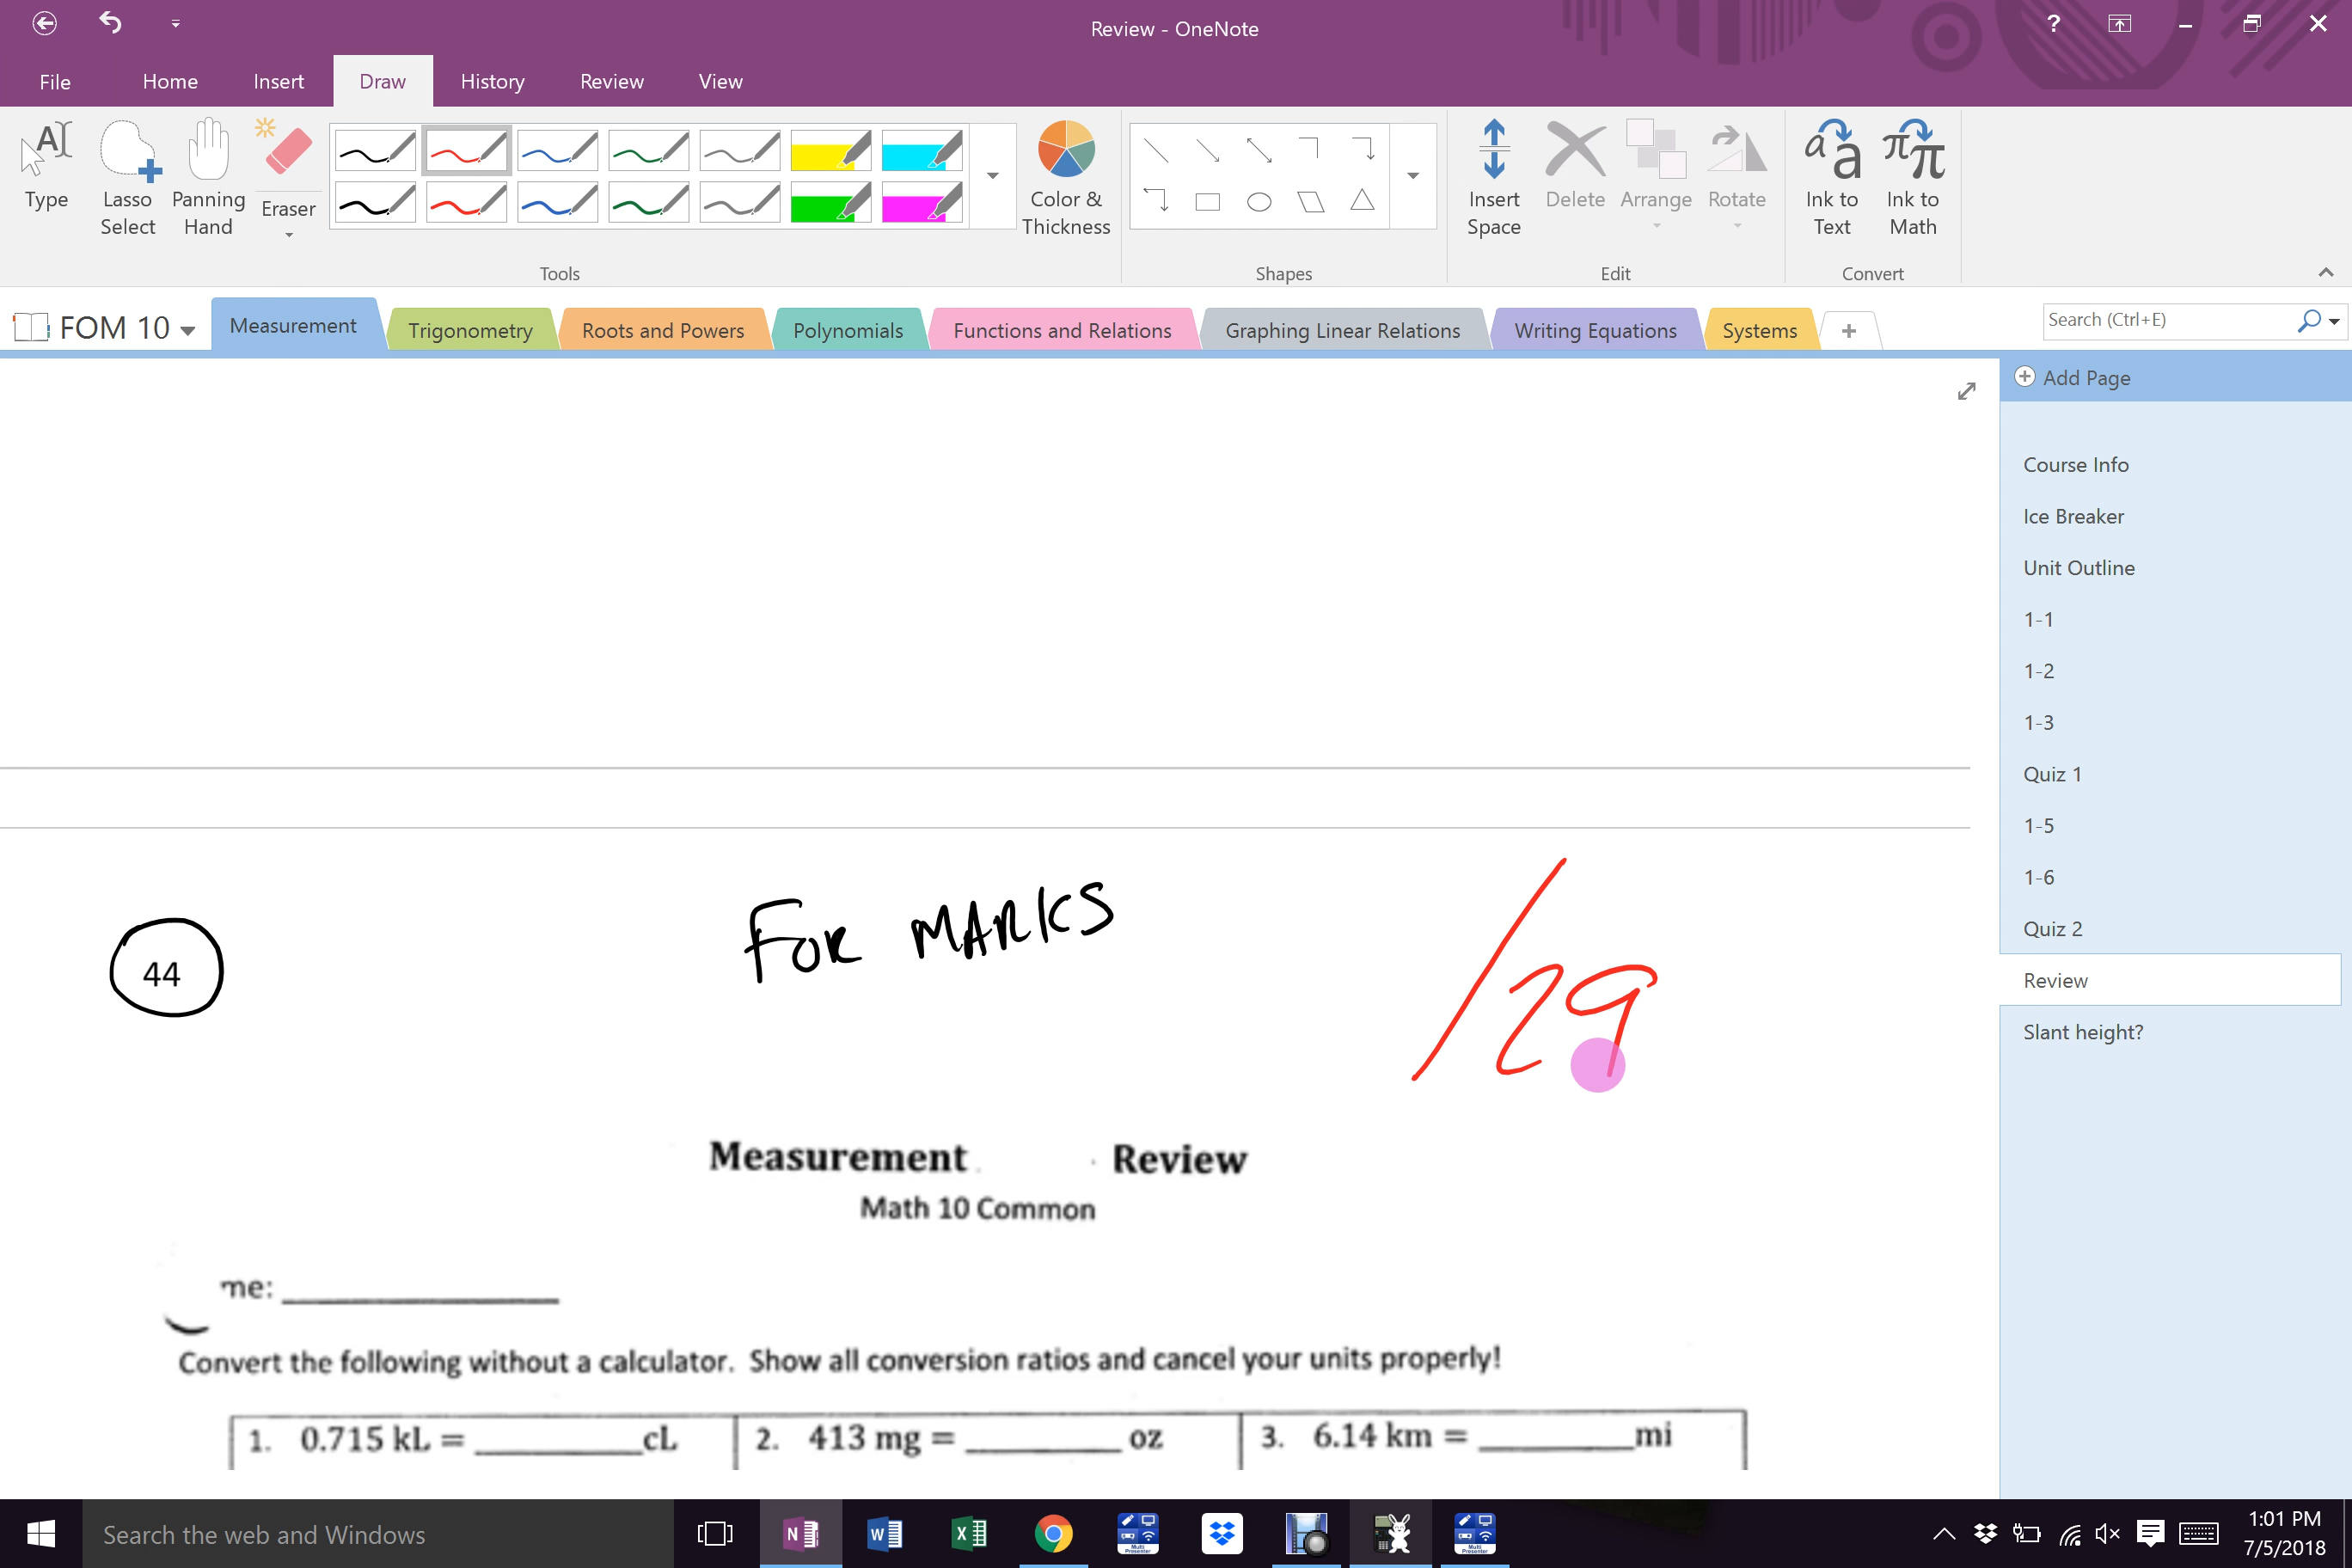 Review - OneNote
?
File Home Insert Draw History Review View
Type
Lasso Select
Panning Hand
Eraser
Color & Thickness
Insert Space
Delete
Arrange
Rotate
Ink to Text
Ink to Math
Tools Shapes Edit Convert
FOM 10 Measurement Trigonometry Roots and Powers Polynomials Functions and Relations Graphing Linear Relations Writing Equations Systems +
Search (Ctrl+E)
Add Page
Course Info
Ice Breaker
Unit Outline
1-1
1-2
1-3
Quiz 1
1-5
1-6
Quiz 2
Review
Slant height?
44
FOR MARKS
/29
Measurement Review
Math 10 Common
me: ________
Convert the following without a calculator. Show all conversion ratios and cancel your units properly!
1. 0.715 kL = ________cL
2. 413 mg = ________ oz
3. 6.14 km = ________mi
Search the web and Windows
1:01 PM
7/5/2018